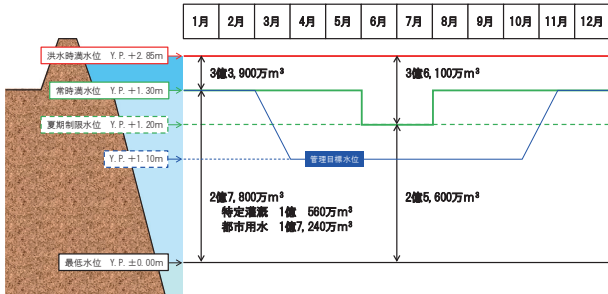 1月 2月 3月 4月 5月 6月 7月 8月 9月 10月 11月 12月
洪水時満水位 Y.P.+2.85m
3億3,900万m³ 3億6,100万m³
常時満水位 Y.P.+1.30m
夏期制限水位 Y.P.+1.20m
Y.P.+1.10m 管理目標水位
2億7,800万m³ 2億5,600万m³
特定灌漑 1億 560万m³
都市用水 1億7,240万m³
最低水位 Y.P.±0.00m